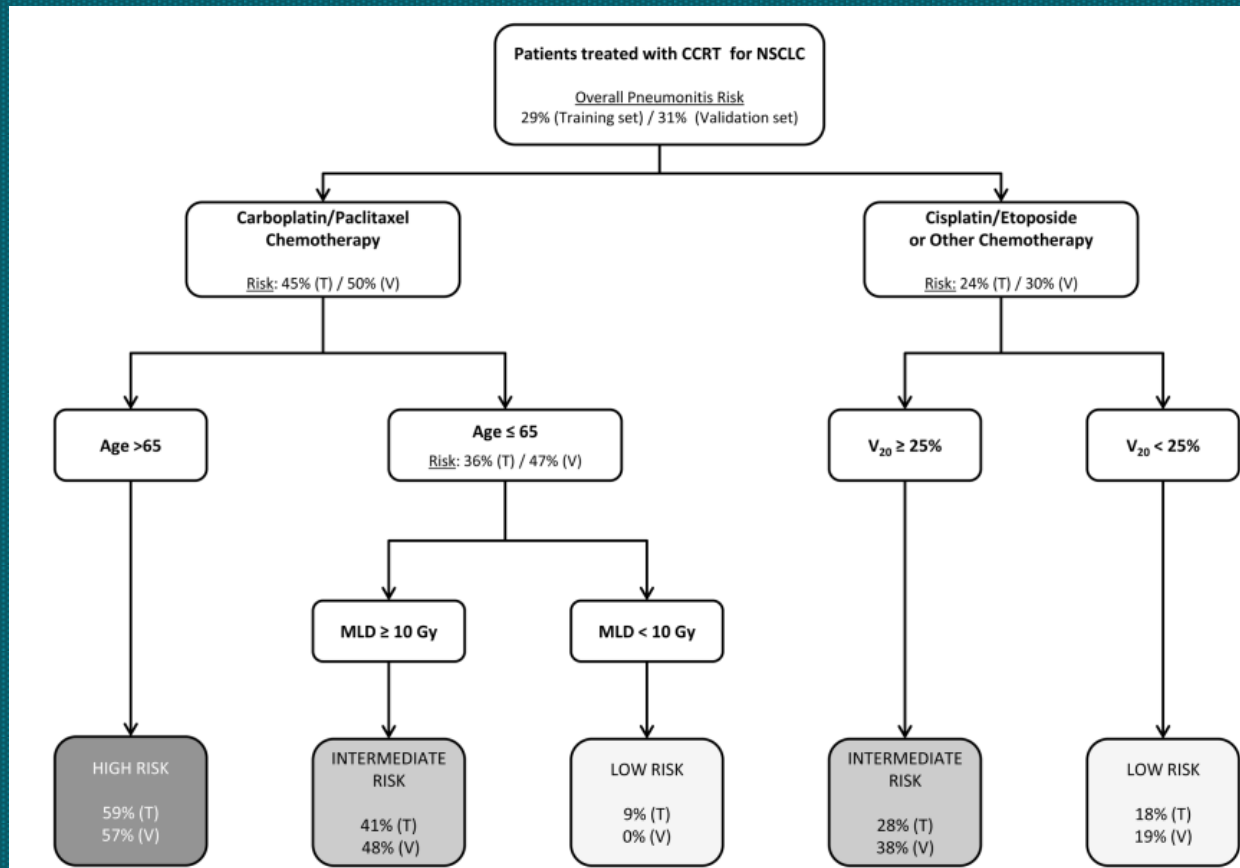 Patients treated with CCRT for NSCLC
Overall Pneumonitis Risk
29% (Training set) / 31% (Validation set)
Carboplatin/Paclitaxel
Chemotherapy
Risk: 45% (T) / 50% (V)
Cisplatin/Etoposide
or Other Chemotherapy
Risk: 24% (T) / 30% (V)
Age >65
Age ≤ 65
Risk: 36% (T) / 47% (V)
V₂₀ ≥ 25%
V₂₀ < 25%
MLD ≥ 10 Gy
MLD < 10 Gy
HIGH RISK
59% (T)
57% (V)
INTERMEDIATE
RISK
41% (T)
48% (V)
LOW RISK
9% (T)
0% (V)
INTERMEDIATE
RISK
28% (T)
38% (V)
LOW RISK
18% (T)
19% (V)